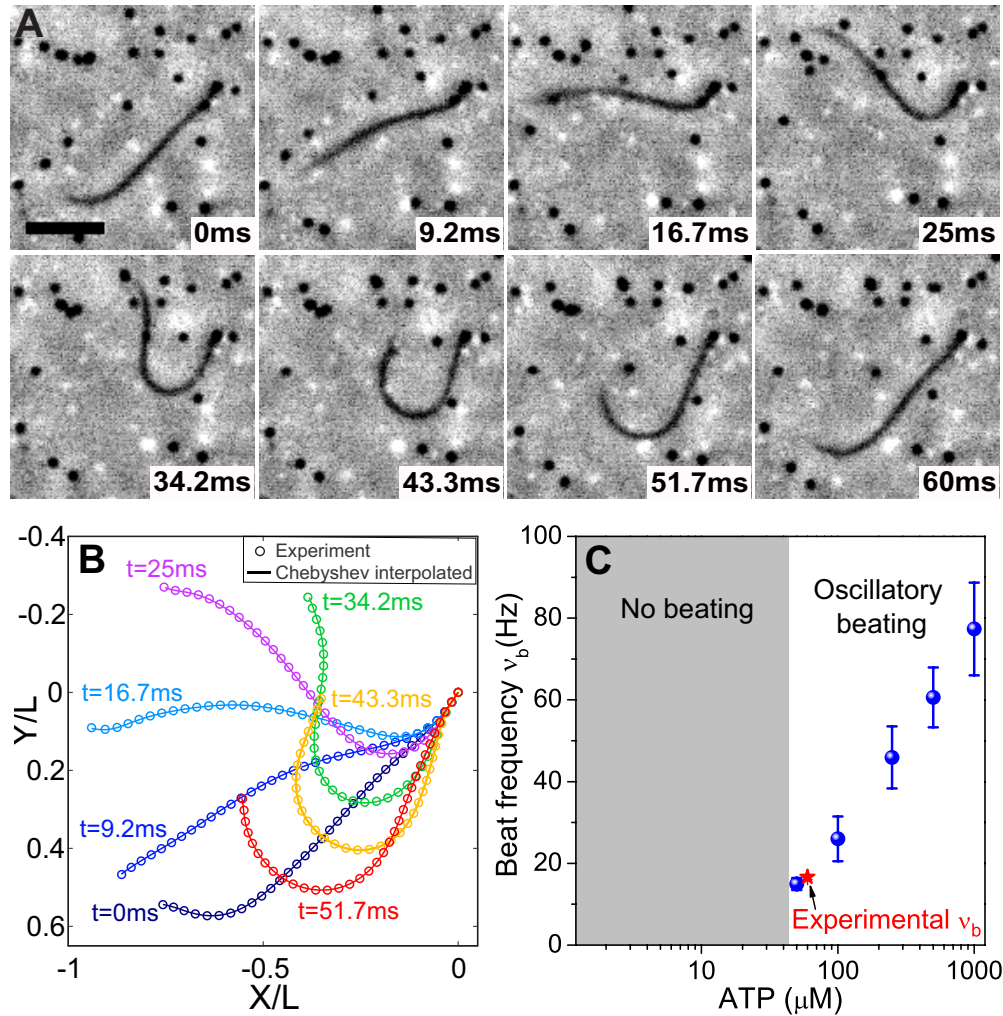 A
0ms
9.2ms
16.7ms
25ms
34.2ms
43.3ms
51.7ms
60ms
B
Experiment
Chebyshev interpolated
t=25ms
t=34.2ms
t=16.7ms
t=43.3ms
t=9.2ms
t=0ms
t=51.7ms
-0.4
-0.2
0
0.2
0.4
0.6
Y/L
-1
-0.5
0
X/L
C
No beating
Oscillatory
beating
Experimental νb
100
80
60
40
20
0
Beat frequency νb(Hz)
10
100
1000
ATP (μM)